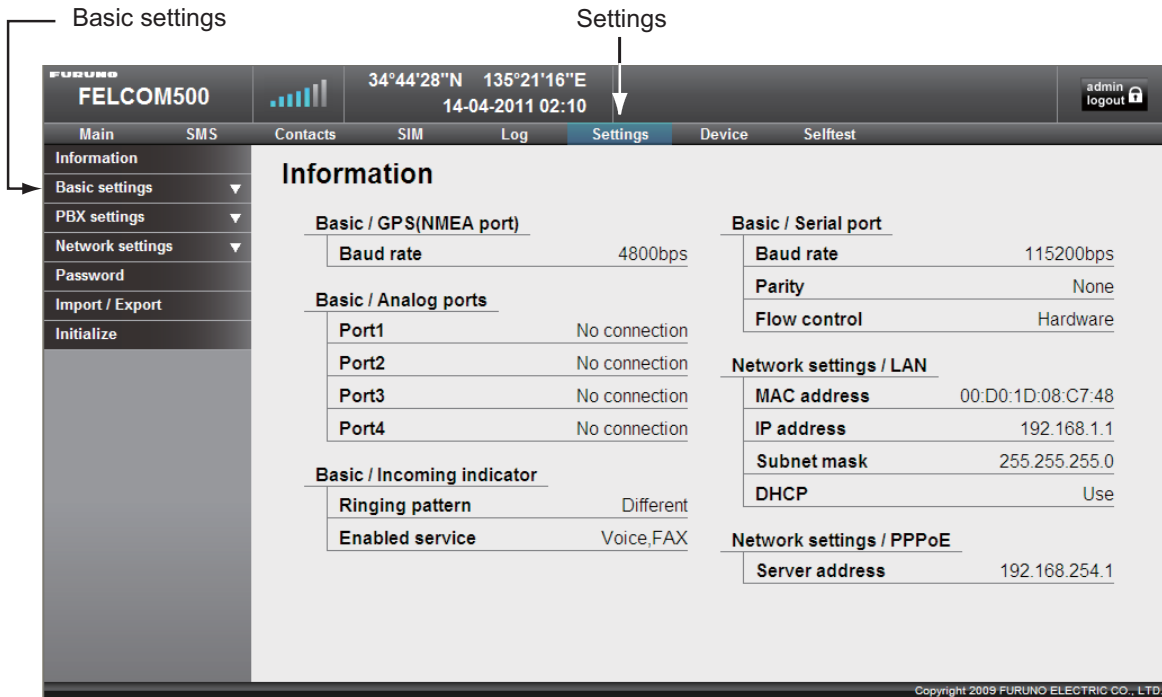 Basic settings
Settings
FURUNO
FELCOM500
34°44'28"N 135°21'16"E
14-04-2011 02:10
admin
logout
Main SMS Contacts SIM Log Settings Device Selftest
Information
Basic settings
PBX settings
Network settings
Password
Import / Export
Initialize
Information
Basic / GPS(NMEA port)
Baud rate 4800bps
Basic / Analog ports
Port1 No connection
Port2 No connection
Port3 No connection
Port4 No connection
Basic / Incoming indicator
Ringing pattern Different
Enabled service Voice,FAX
Basic / Serial port
Baud rate 115200bps
Parity None
Flow control Hardware
Network settings / LAN
MAC address 00:D0:1D:08:C7:48
IP address 192.168.1.1
Subnet mask 255.255.255.0
DHCP Use
Network settings / PPPoE
Server address 192.168.254.1
Copyright 2009 FURUNO ELECTRIC CO., LTD